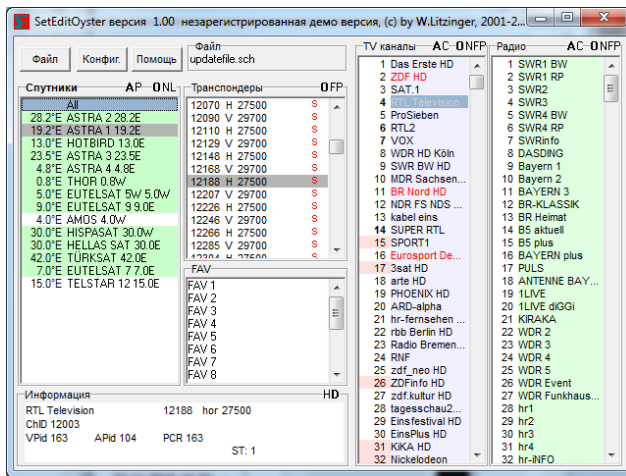 SetEditOyster версия 1.00 незарегистрированная демо версия, (c) by W.Litzinger, 2001-2...
Файл
Конфиг.
Помощь
Файл
updatefile.sch
Спутники AP ONL
All
28.2°E ASTRA 2 28.2E
19.2°E ASTRA 1 19.2E
13.0°E HOTBIRD 13.0E
23.5°E ASTRA 3 23.5E
4.8°E ASTRA 4 4.8E
0.8°E THOR 0.8W
5.0°E EUTELSAT 5W 5.0W
9.0°E EUTELSAT 9 9.0E
4.0°E AMOS 4.0W
30.0°E HISPASAT 30.0W
30.0°E HELLAS SAT 30.0E
42.0°E TÜRKSAT 42.0E
7.0°E EUTELSAT 7 7.0E
15.0°E TELSTAR 12 15.0E
Транспондеры OFP
12070 H 27500 S
12090 V 29700 S
12110 H 27500 S
12129 V 29700 S
12148 H 27500 S
12168 V 29700 S
12188 H 27500 S
12207 V 29700 S
12226 H 27500 S
12246 V 29700 S
12266 H 27500 S
12285 V 29700 S
12304 H 27500 S
FAV
FAV 1
FAV 2
FAV 3
FAV 4
FAV 5
FAV 6
FAV 7
FAV 8
Информация HD
RTL Television 12188 hor 27500
ChID 12003
VPid 163 APid 104 PCR 163
ST: 1
TV каналы AC-ONFP
1 Das Erste HD
2 ZDF HD
3 SAT.1
4 RTL Television
5 ProSieben
6 RTL2
7 VOX
8 WDR HD Köln
9 SWR BW HD
10 MDR Sachsen...
11 BR Nord HD
12 NDR FS NDS ...
13 kabel eins
14 SUPER RTL
15 SPORT1
16 Eurosport De...
17 3sat HD
18 arte HD
19 PHOENIX HD
20 ARD-alpha
21 hr-fernsehen ...
22 rbb Berlin HD
23 Radio Bremen...
24 RNF
25 zdf_neo HD
26 ZDFinfo HD
27 zdf.kultur HD
28 tagesschau2...
29 Einsfestival HD
30 EinsPlus HD
31 KiKA HD
32 Nickelodeon
Радио AC-ONFP
1 SWR1 BW
2 SWR1 RP
3 SWR2
4 SWR3
5 SWR4 BW
6 SWR4 RP
7 SWRinfo
8 DASDING
9 Bayern 1
10 Bayern 2
11 BAYERN 3
12 BR-KLASSIK
13 BR Heimat
14 B5 aktuell
15 B5 plus
16 BAYERN plus
17 PULS
18 ANTENNE BAY...
19 1LIVE
20 1LIVE diGGi
21 KIRAKA
22 WDR 2
23 WDR 3
24 WDR 4
25 WDR 5
26 WDR Event
27 WDR Funkhaus...
28 hr1
29 hr2
30 hr3
31 hr4
32 hr-iNFO